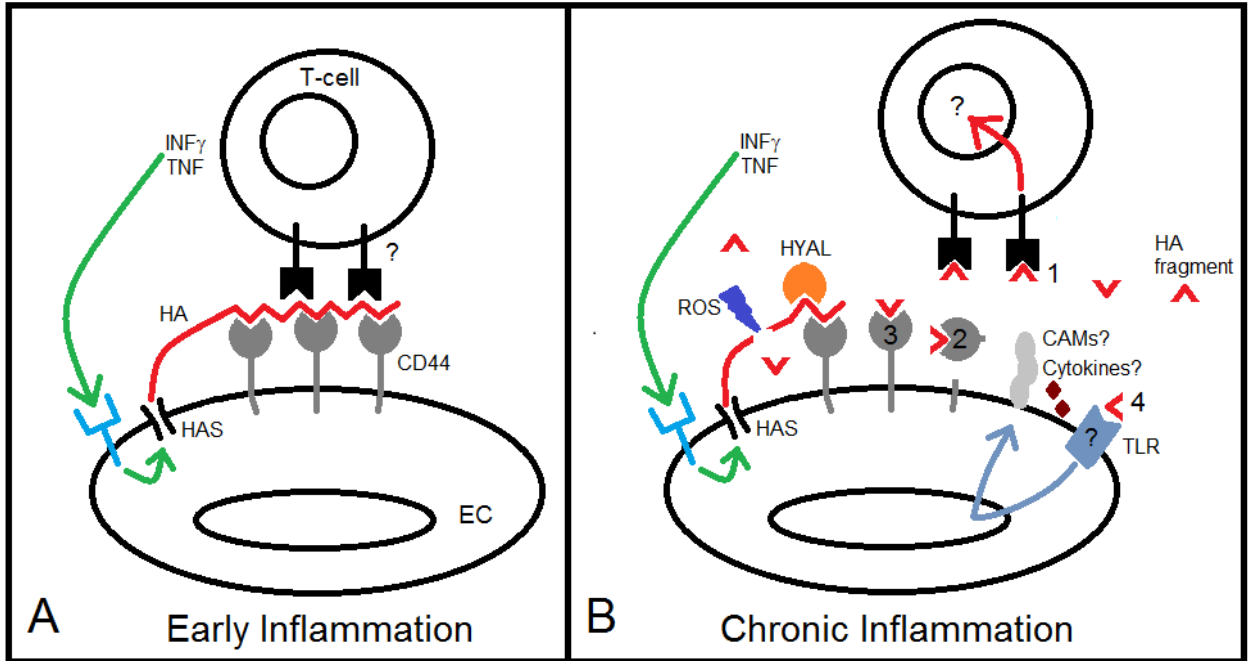 T-cell
INFγ
TNF
?
HA
CD44
HAS
EC
A
Early Inflammation
?
INFγ
TNF
HYAL
ROS
1
HA
fragment
3
2
CAMs?
Cytokines?
4
?
TLR
HAS
B
Chronic Inflammation